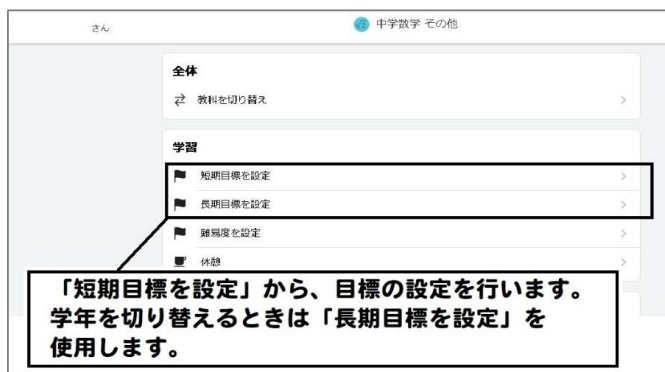 さん
中学数学 その他
全体
教科を切り替え
学習
短期目標を設定
長期目標を設定
難易度を設定
休憩
「短期目標を設定」から、目標の設定を行います。
学年を切り替えるときは「長期目標を設定」を
使用します。